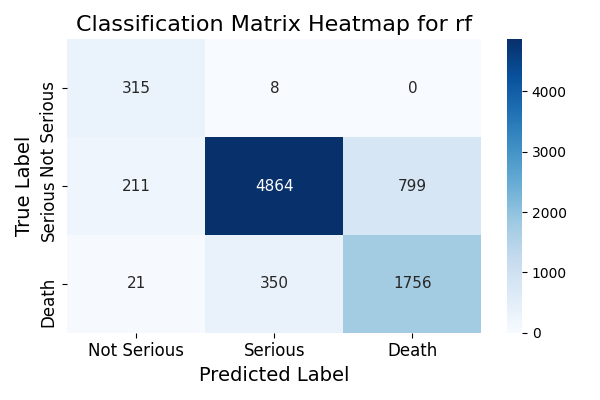 Classification Matrix Heatmap for rf
True Label
Not Serious
315
8
0
Serious
211
4864
799
Death
21
350
1756
Not Serious
Serious
Death
Predicted Label
4000
3000
2000
1000
0